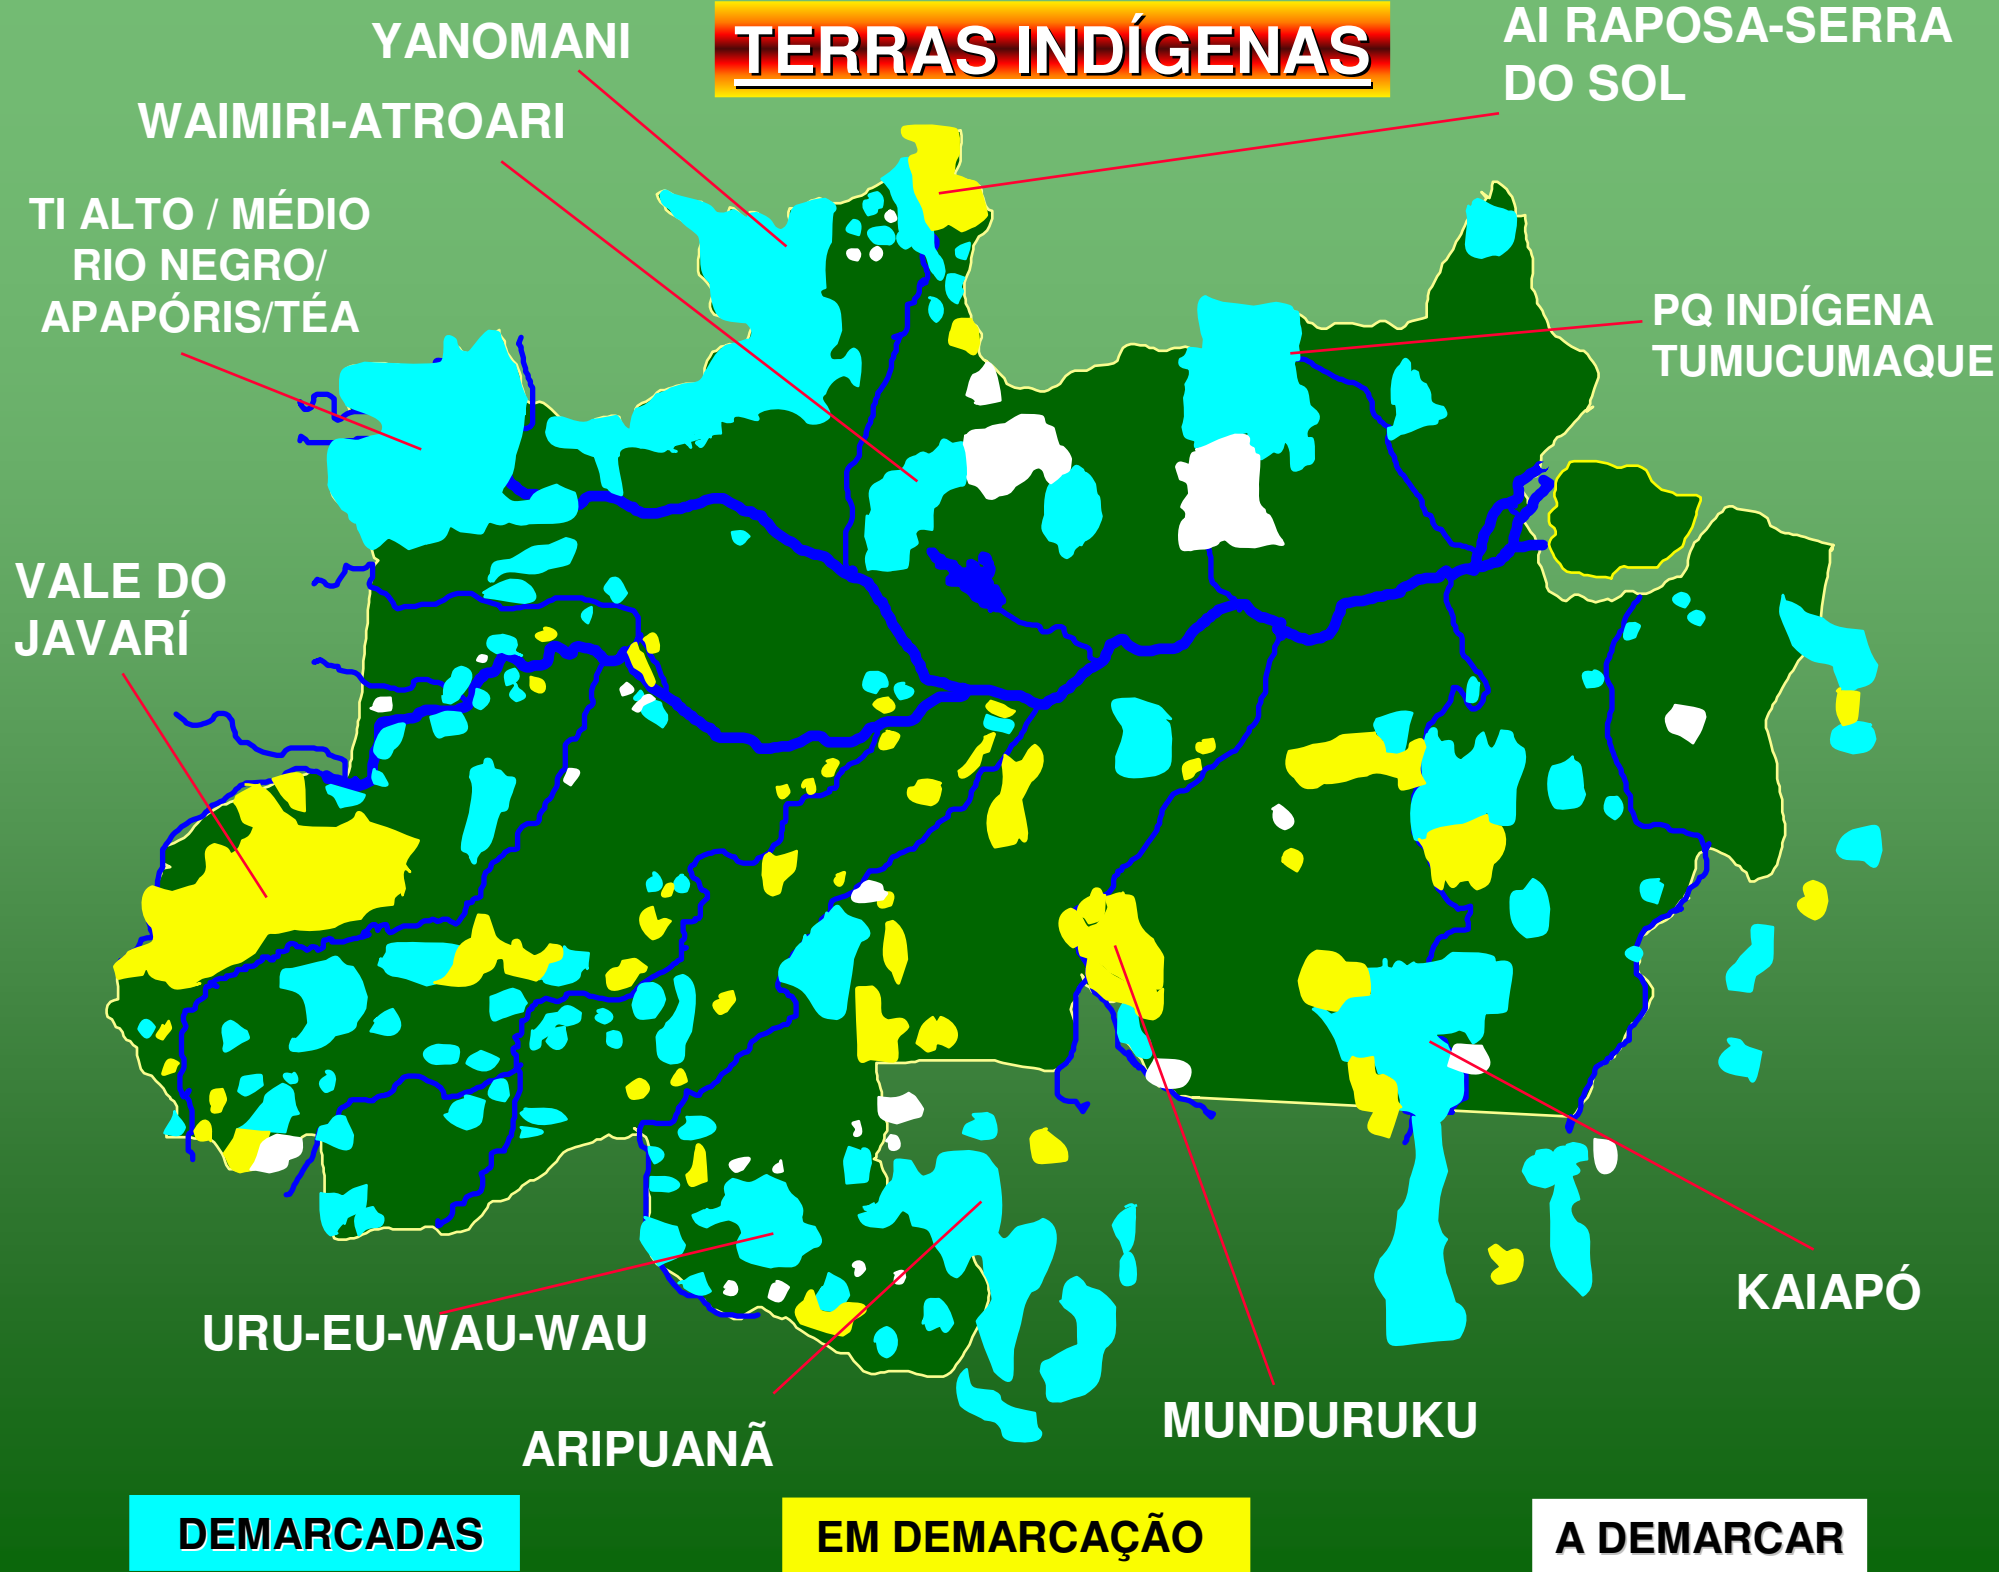 TERRAS INDÍGENAS
YANOMANI
AI RAPOSA-SERRA
DO SOL
WAIMIRI-ATROARI
TI ALTO / MÉDIO
RIO NEGRO/
APAPÓRIS/TÉA
PQ INDÍGENA
TUMUCUMAQUE
VALE DO
JAVARÍ
KAIAPÓ
URU-EU-WAU-WAU
MUNDURUKU
ARIPUANÃ
DEMARCADAS
EM DEMARCAÇÃO
A DEMARCAR